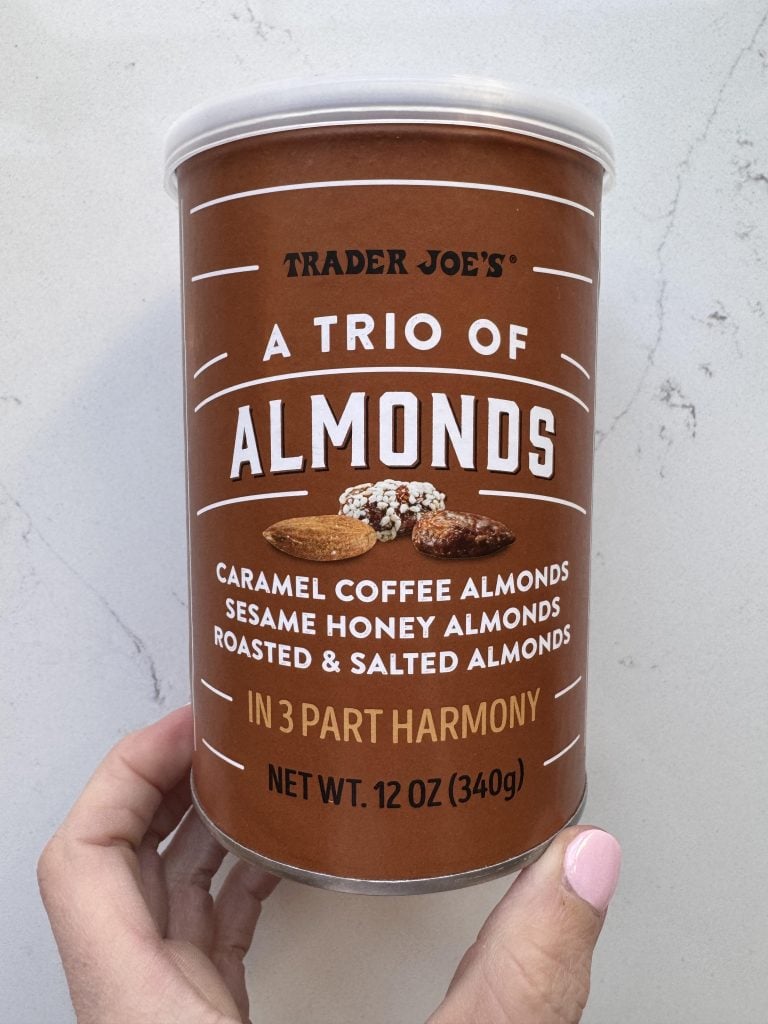 TRADER JOE'S®
A TRIO OF
ALMONDS
CARAMEL COFFEE ALMONDS
SESAME HONEY ALMONDS
ROASTED & SALTED ALMONDS
IN 3 PART HARMONY
NET WT. 12 OZ (340g)